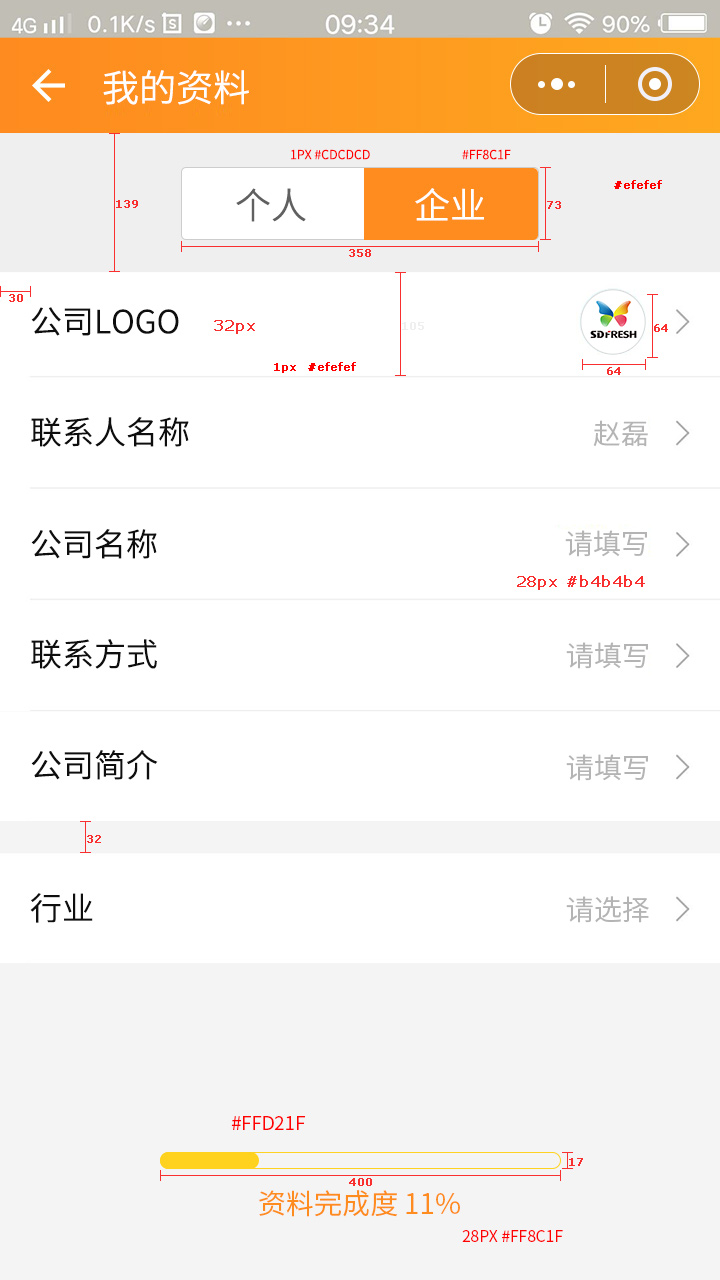 4G 0.1K/s S ... 09:34 90%
我的资料
1PX #CDCDCD #FF8C1F
#efefef
139 个人 企业 73
358
30
公司LOGO 32px 105 SDFRESH 64
1px #efefef 64
联系人名称 赵磊
公司名称 请填写
28px #b4b4b4
联系方式 请填写
公司简介 请填写
32
行业 请选择
#FFD21F
17
400
资料完成度 11%
28PX #FF8C1F